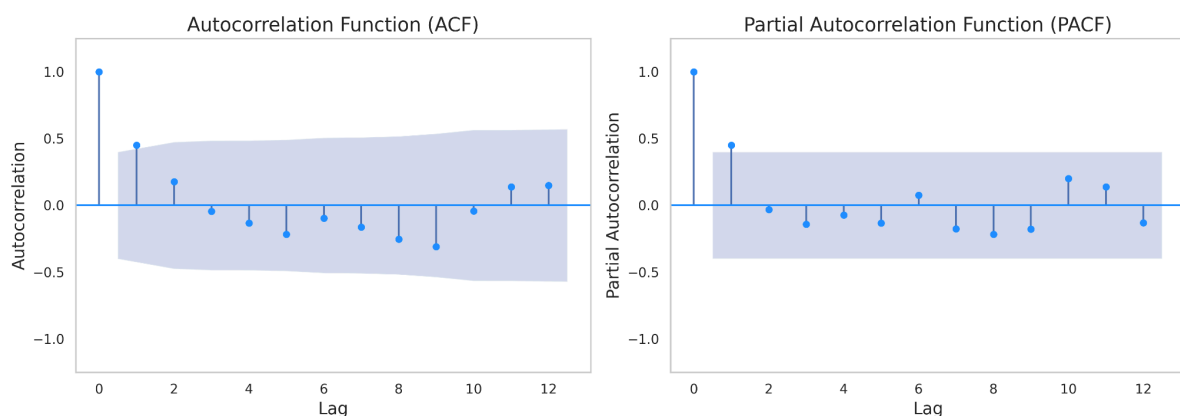 Autocorrelation Function (ACF)
Autocorrelation
1.0
0.5
0.0
−0.5
−1.0
0 2 4 6 8 10 12
Lag
Partial Autocorrelation Function (PACF)
Partial Autocorrelation
1.0
0.5
0.0
−0.5
−1.0
0 2 4 6 8 10 12
Lag